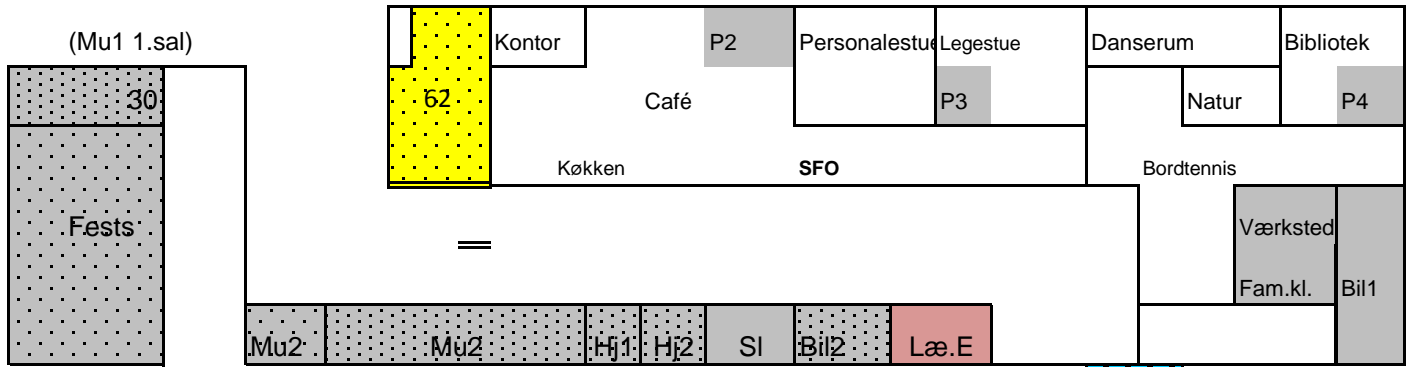 (Mu1 1.sal)
Kontor
P2
Personalestue
Legestue
Danserum
Bibliotek
30
62
Café
P3
Natur
P4
Køkken
SFO
Bordtennis
Fests
Værksted
Fam.kl.
Bil1
Mu2
Mu2
Hj1
Hj2
Sl
Bil2
Læ.E